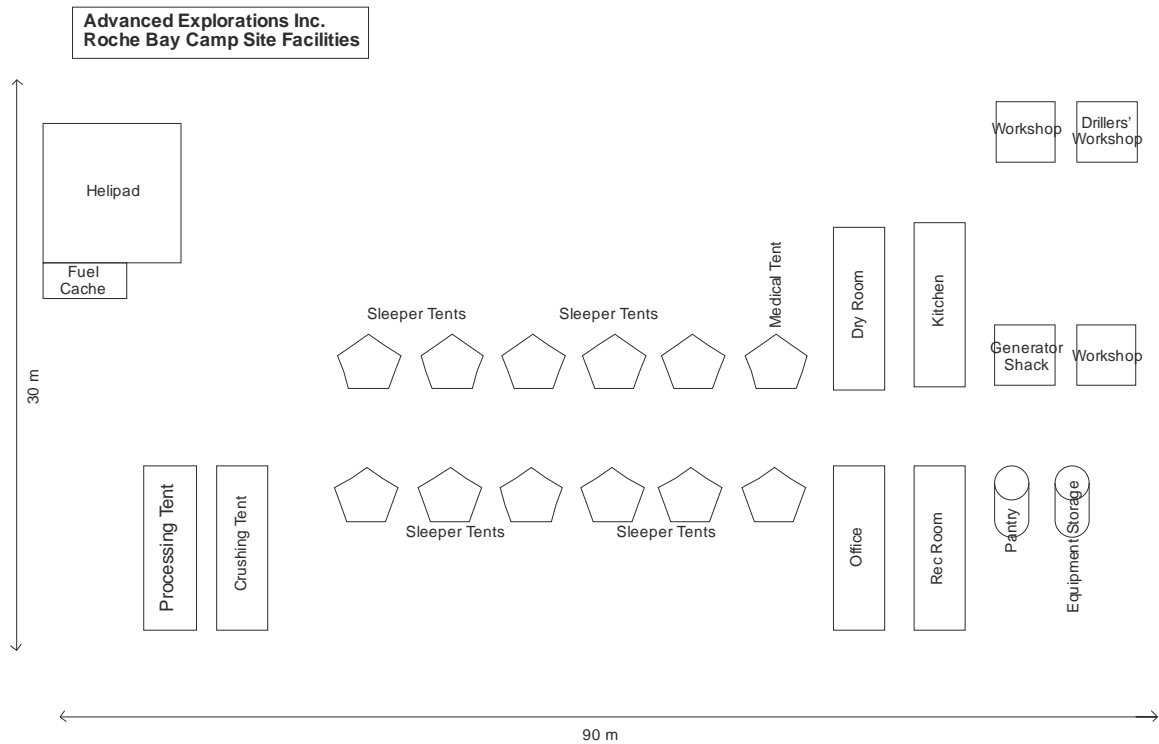 Advanced Explorations Inc.
Roche Bay Camp Site Facilities
Workshop
Drillers’
Workshop
Helipad
Fuel
Cache
Sleeper Tents
Sleeper Tents
Medical Tent
Dry Room
Kitchen
Generator
Shack
Workshop
30 m
Processing Tent
Crushing Tent
Sleeper Tents
Sleeper Tents
Office
Rec Room
Pantry
Equipment Storage
90 m